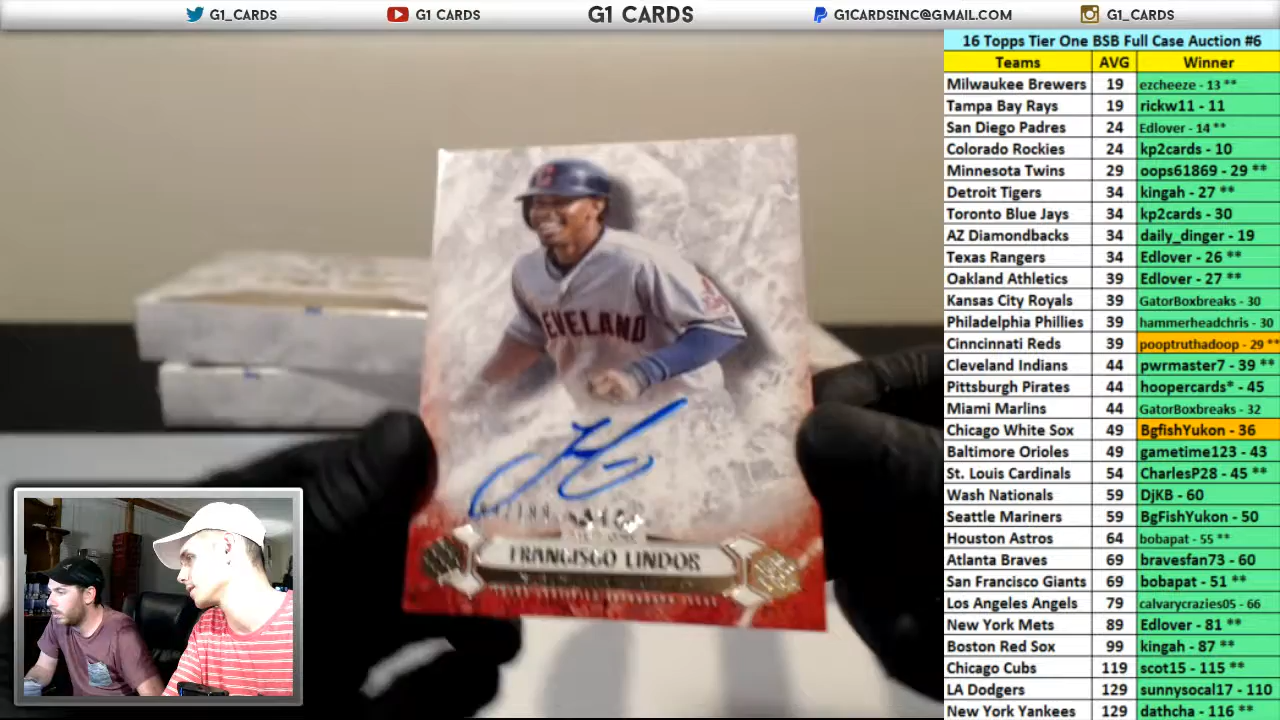 G1_CARDS
G1 CARDS
G1 CARDS
G1CARDSINC@GMAIL.COM
G1_CARDS
16 Topps Tier One BSB Full Case Auction #6
Teams AVG Winner
Milwaukee Brewers 19 ezcheeze - 13 **
Tampa Bay Rays 19 rickw11 - 11
San Diego Padres 24 Edlover - 14 **
Colorado Rockies 24 kp2cards - 10
Minnesota Twins 29 oops61869 - 29 **
Detroit Tigers 34 kingah - 27 **
Toronto Blue Jays 34 kp2cards - 30
AZ Diamondbacks 34 daily_dinger - 19
Texas Rangers 34 Edlover - 26 **
Oakland Athletics 39 Edlover - 27 **
Kansas City Royals 39 GatorBoxbreaks - 30
Philadelphia Phillies 39 hammerheadchris - 30
Cinncinnati Reds 39 pooptruthadoop - 29 **
Cleveland Indians 44 pwrmaster7 - 39 **
Pittsburgh Pirates 44 hoopercards* - 45
Miami Marlins 44 GatorBoxbreaks - 32
Chicago White Sox 49 BgfishYukon - 36
Baltimore Orioles 49 gametime123 - 43
St. Louis Cardinals 54 CharlesP28 - 45 **
Wash Nationals 59 DjKB - 60
Seattle Mariners 59 BgFishYukon - 50
Houston Astros 64 bobapat - 55 **
Atlanta Braves 69 bravesfan73 - 60
San Francisco Giants 69 bobapat - 51 **
Los Angeles Angels 79 calvarycrazies05 - 66
New York Mets 89 Edlover - 81 **
Boston Red Sox 99 kingah - 87 **
Chicago Cubs 119 scot15 - 115 **
LA Dodgers 129 sunnysocal17 - 110
New York Yankees 129 dathcha - 116 **
CLEVELAND
FRANCISCO LINDOR